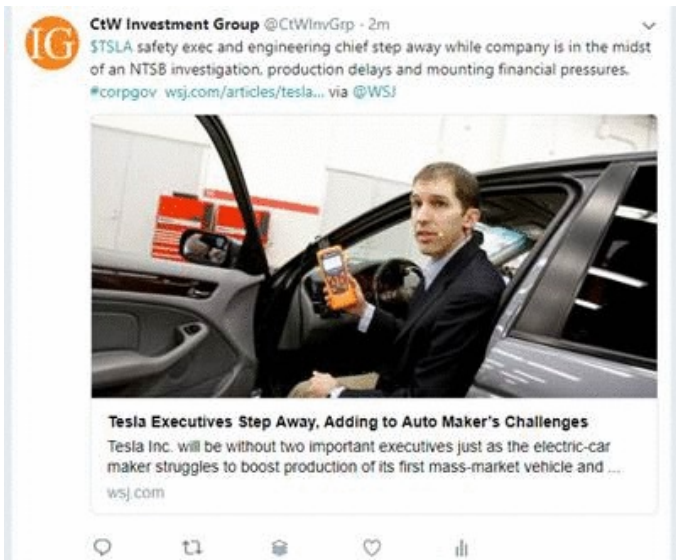 IG
CtW Investment Group @CtWInvGrp · 2m
$TSLA safety exec and engineering chief step away while company is in the midst
of an NTSB investigation, production delays and mounting financial pressures.
#corpgov wsj.com/articles/tesla... via @WSJ
Tesla Executives Step Away, Adding to Auto Maker's Challenges
Tesla Inc. will be without two important executives just as the electric-car
maker struggles to boost production of its first mass-market vehicle and ...
wsj.com